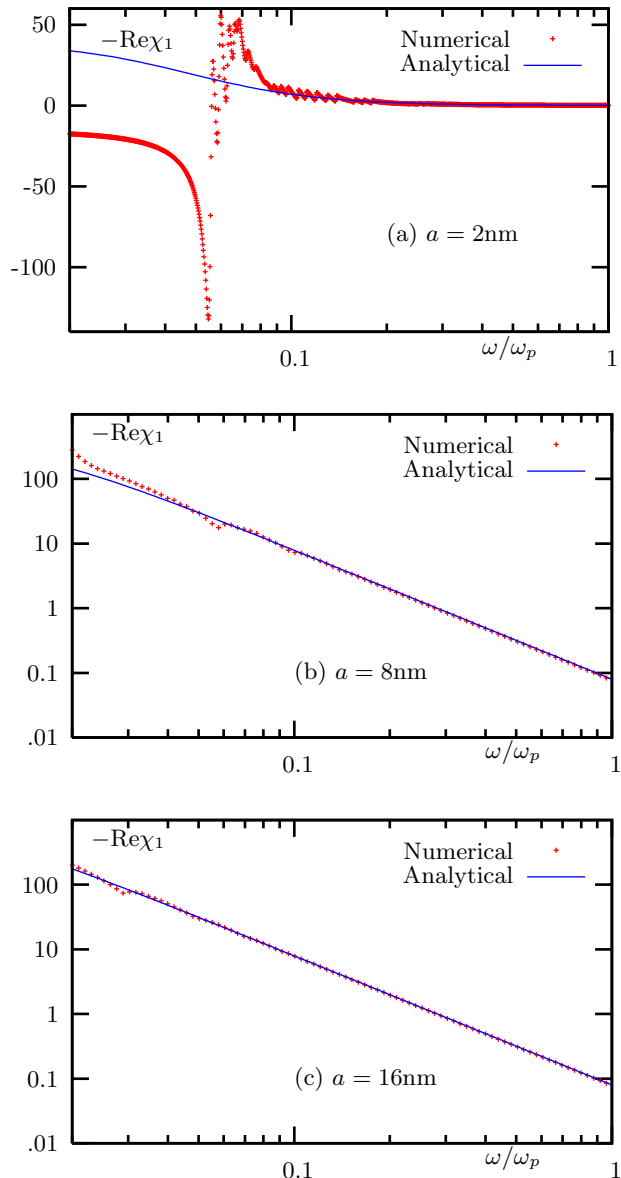 50
−Reχ₁
Numerical
Analytical
0
-50
(a) a = 2nm
-100
ω/ωₚ
0.1
1
−Reχ₁
Numerical
100
Analytical
10
1
0.1
(b) a = 8nm
.01
ω/ωₚ
0.1
1
−Reχ₁
Numerical
100
Analytical
10
1
0.1
(c) a = 16nm
.01
ω/ωₚ
0.1
1